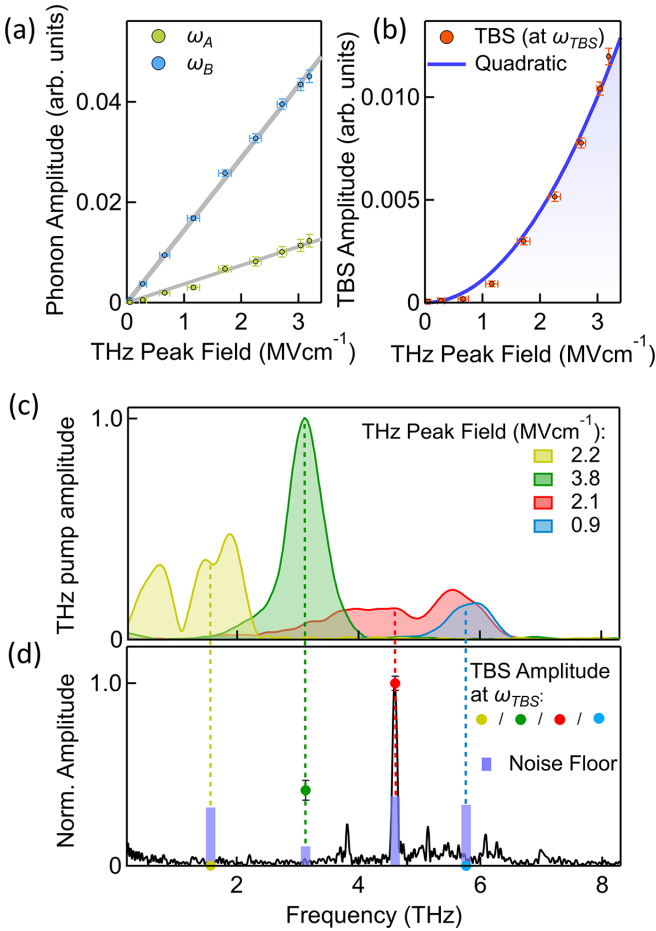 (a)
ω_A
ω_B
Phonon Amplitude (arb. units)
0.04
0.02
0
0
1
2
3
THz Peak Field (MVcm⁻¹)
(b)
TBS (at ω_TBS)
Quadratic
TBS Amplitude (arb. units)
0.010
0.005
0
0
1
2
3
THz Peak Field (MVcm⁻¹)
(c)
THz pump amplitude
1.0
0
THz Peak Field (MVcm⁻¹):
2.2
3.8
2.1
0.9
(d)
Norm. Amplitude
1.0
0
TBS Amplitude
at ω_TBS:
/ / /
Noise Floor
2
4
6
8
Frequency (THz)